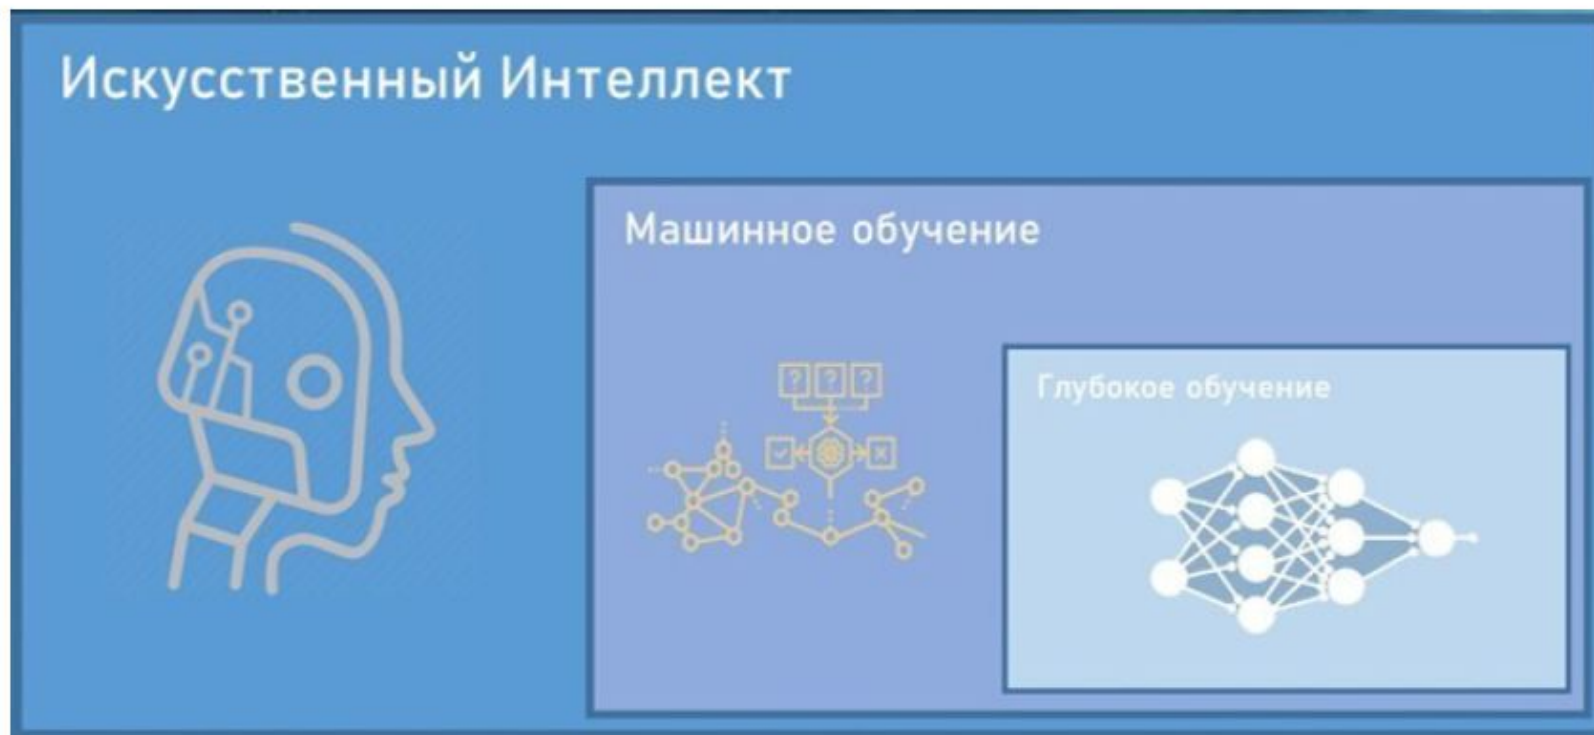 Искусственный Интеллект
Машинное обучение
? ? ?
Глубокое обучение